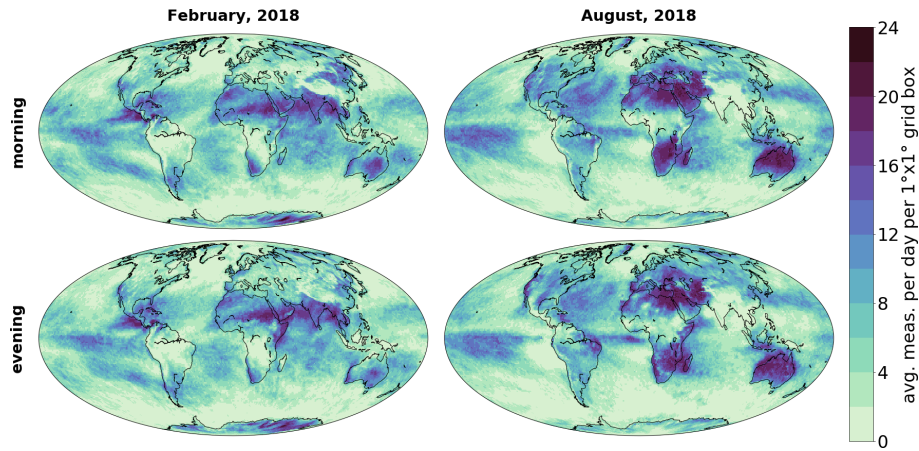 February, 2018
August, 2018
morning
evening
24
20
16
12
8
4
0
avg. meas. per day per 1°x1° grid box